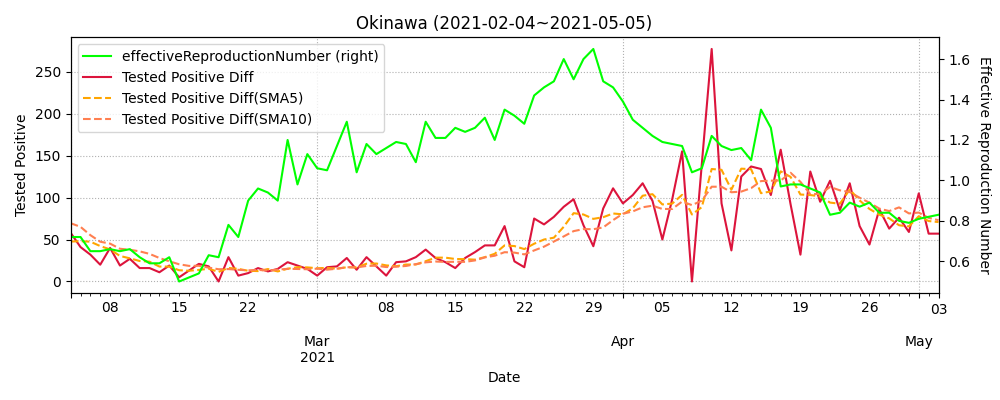 Okinawa (2021-02-04~2021-05-05)
effectiveReproductionNumber (right)
Tested Positive Diff
Tested Positive Diff(SMA5)
Tested Positive Diff(SMA10)
Tested Positive
250
200
150
100
50
0
1.6
1.4
1.2
1.0
0.8
0.6
Effective Reproduction Number
08 15 22 08 15 22 29 05 12 19 26 03
Mar Apr May
2021
Date